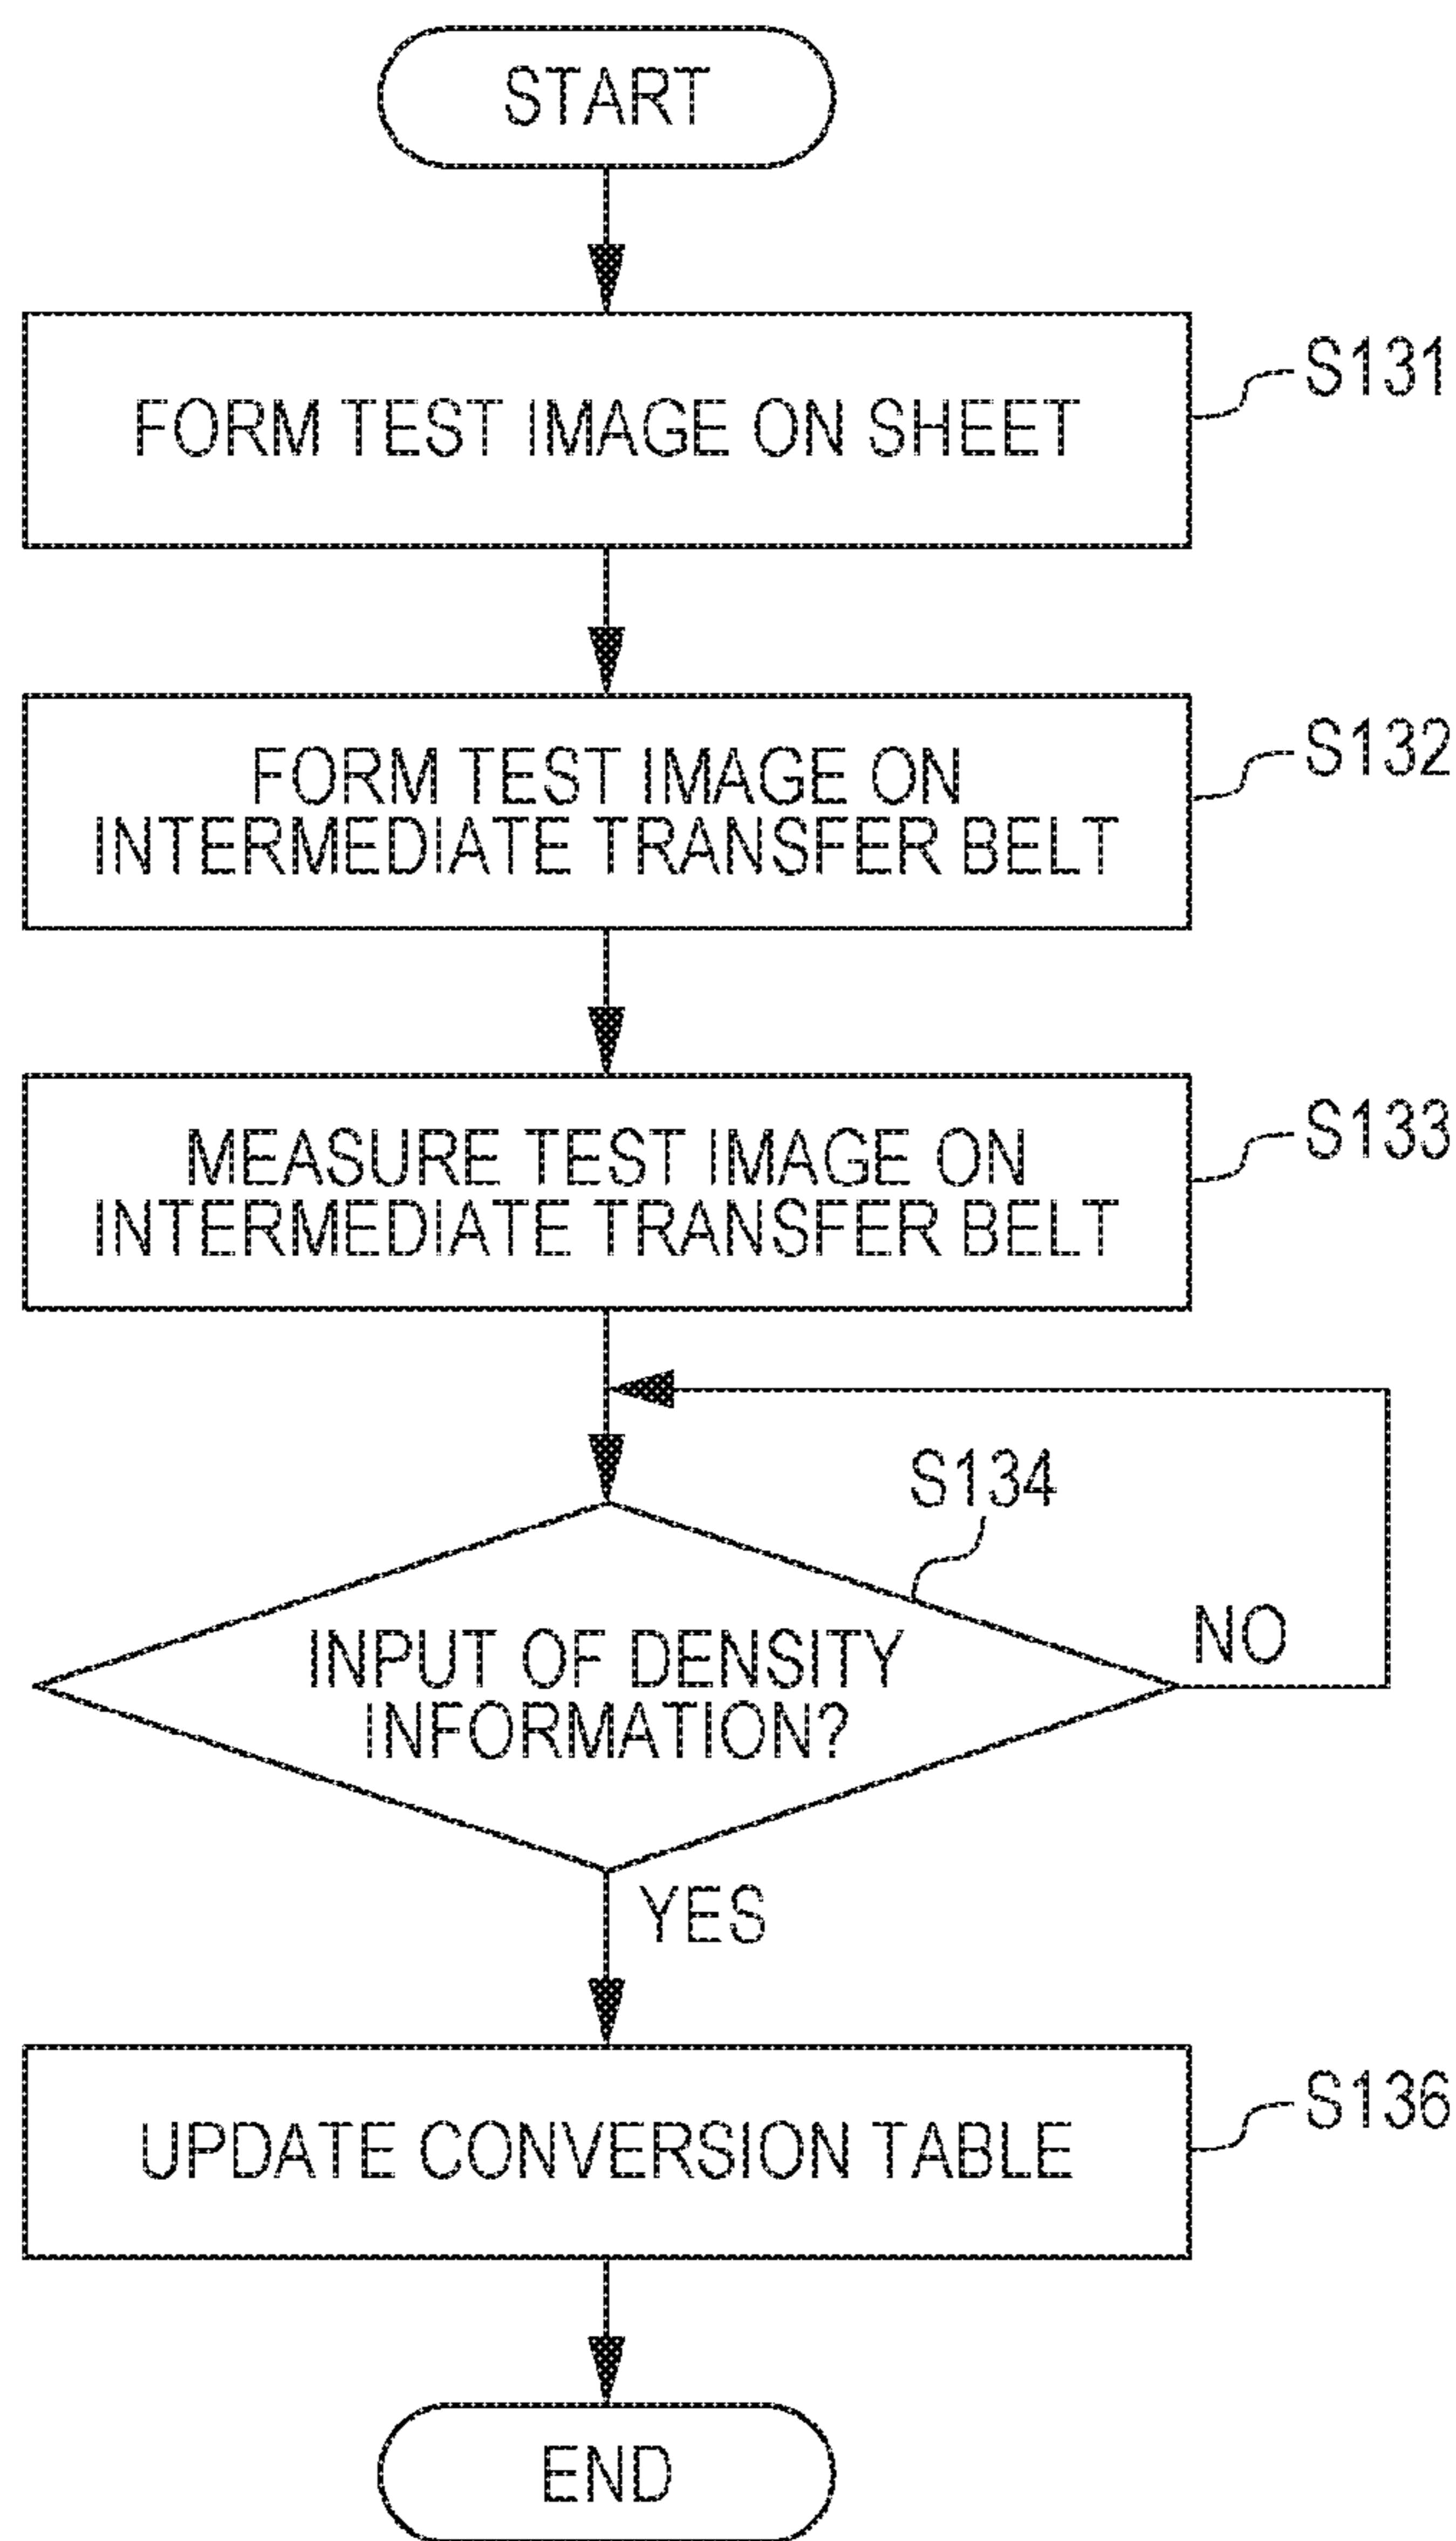 START
FORM TEST IMAGE ON SHEET
S131
FORM TEST IMAGE ON
INTERMEDIATE TRANSFER BELT
S132
MEASURE TEST IMAGE ON
INTERMEDIATE TRANSFER BELT
S133
S134
INPUT OF DENSITY
INFORMATION?
NO
YES
UPDATE CONVERSION TABLE
S136
END